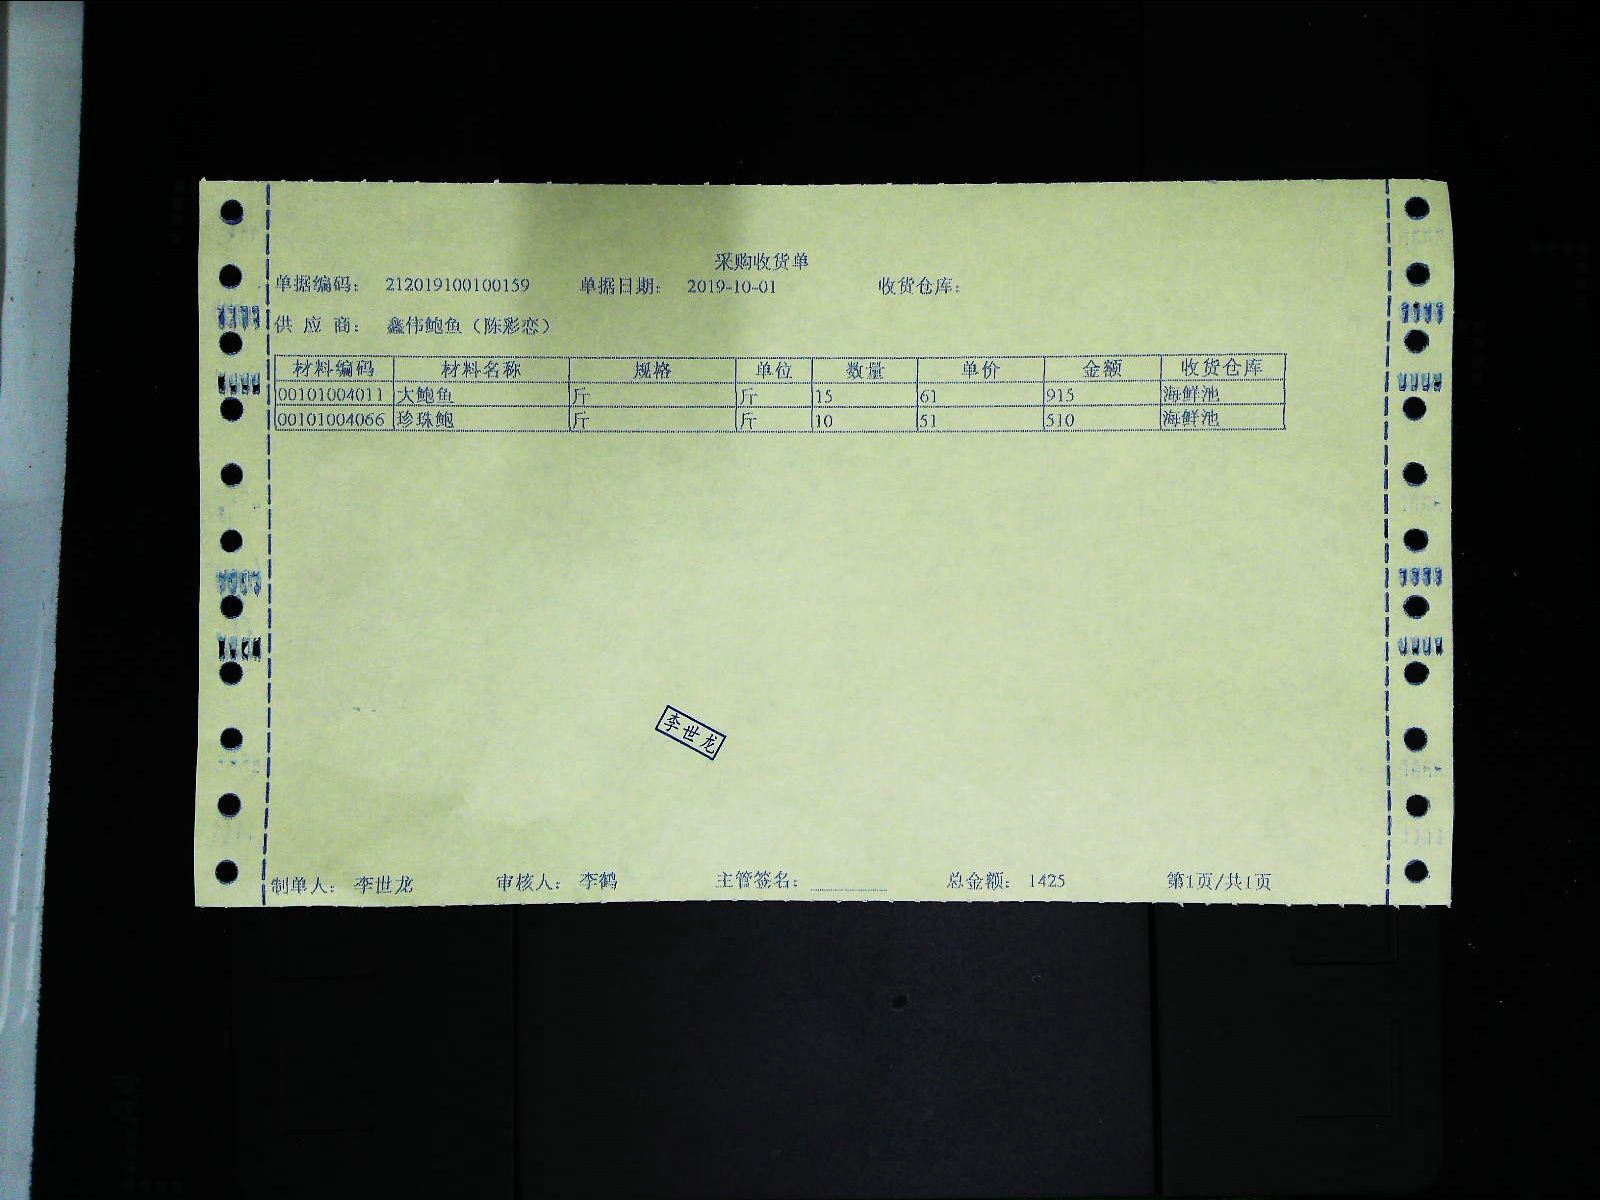 采购收货单
单据编码： 212019100100159 单据日期： 2019-10-01 收货仓库：
供 应 商： 鑫伟鲍鱼（陈彩恋）
材料编码 材料名称 规格 单位 数量 单价 金额 收货仓库
00101004011 大鲍鱼 斤 斤 15 61 915 海鲜池
00101004066 珍珠鲍 斤 斤 10 51 510 海鲜池
李世龙
制单人： 李世龙 审核人： 李鹤 主管签名： 总金额： 1425 第1页/共1页